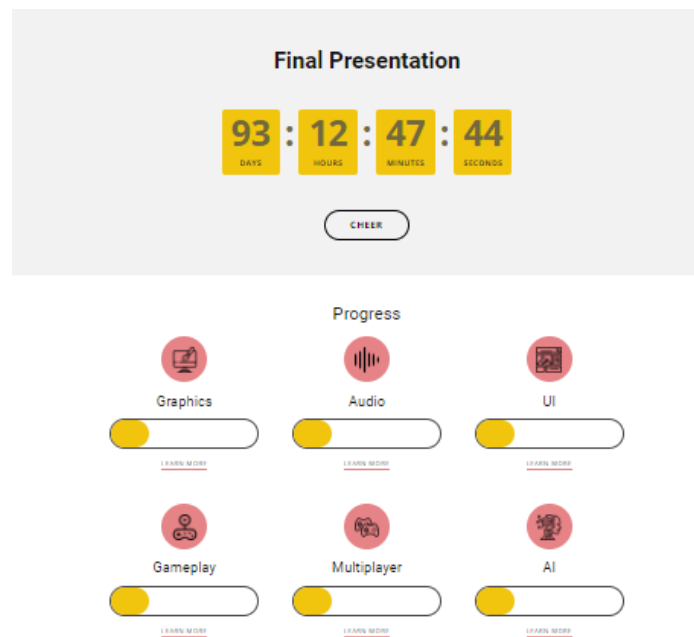 Final Presentation
93 : 12 : 47 : 44
DAYS HOURS MINUTES SECONDS
CHEER
Progress
Graphics Audio UI
LEARN MORE LEARN MORE LEARN MORE
Gameplay Multiplayer AI
LEARN MORE LEARN MORE LEARN MORE